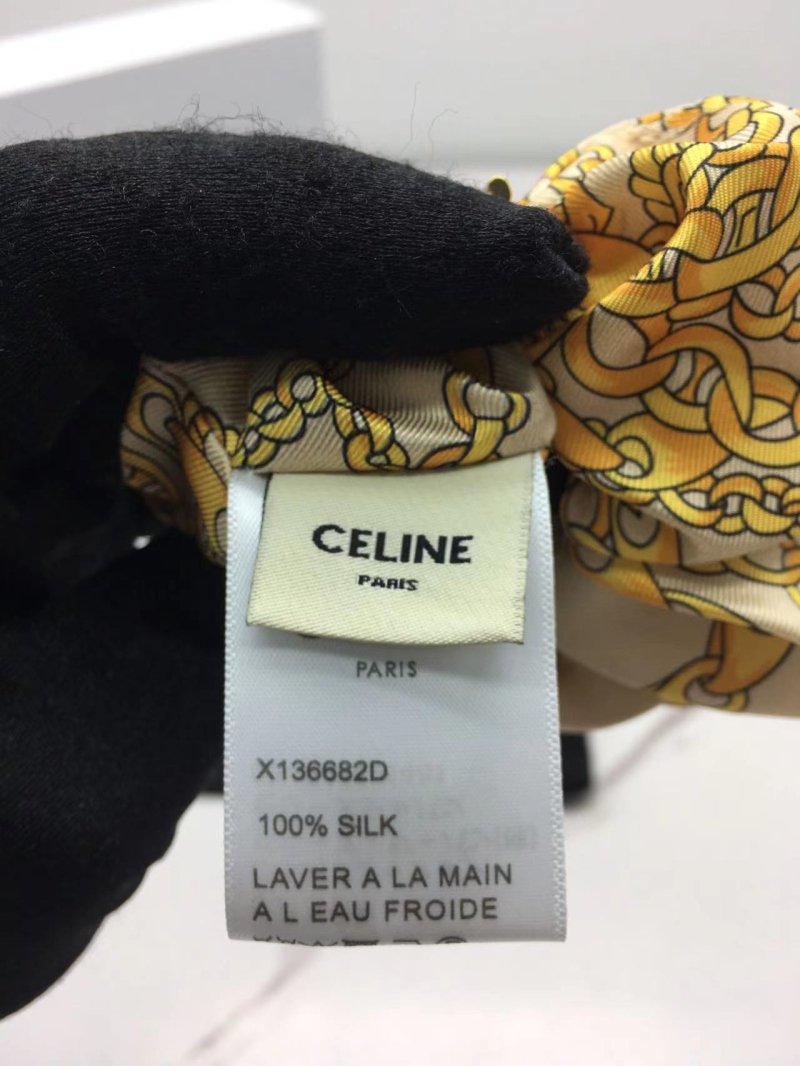 CELINE
PARIS
PARIS
X136682D
100% SILK
LAVER A LA MAIN
A L EAU FROIDE